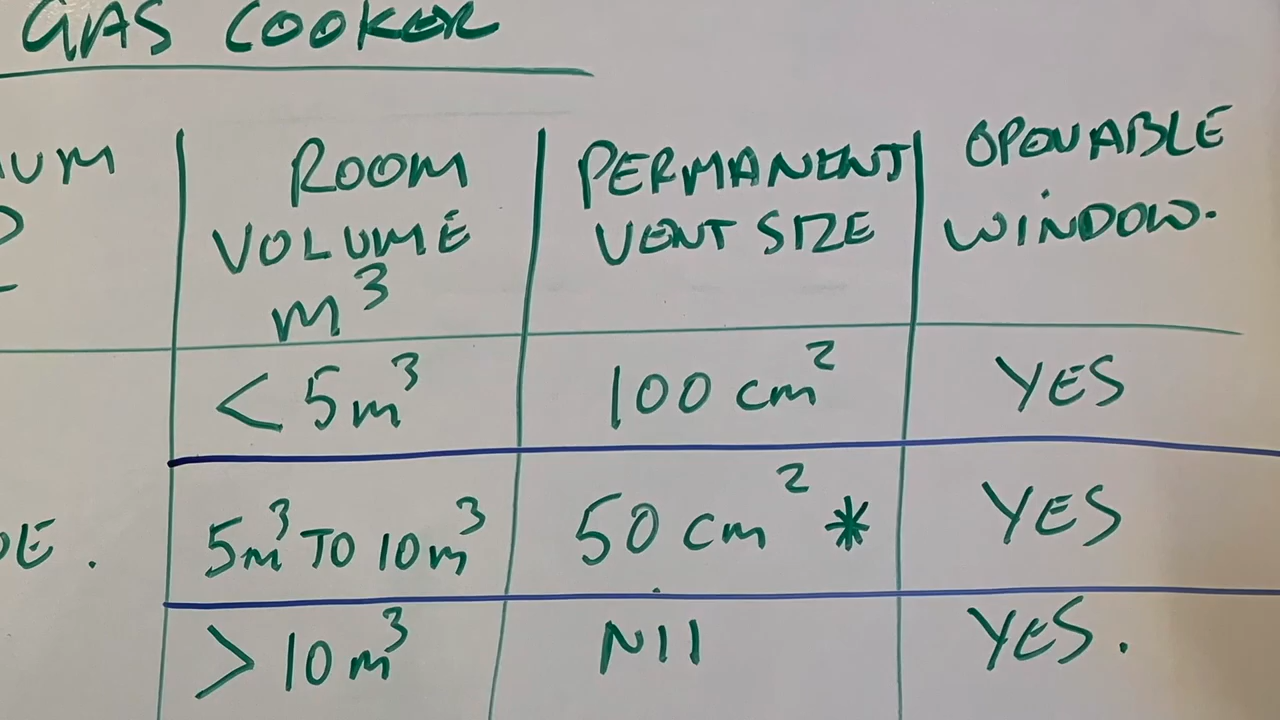 GAS COOKER
ROOM
VOLUME
m³
PERMANENT
VENT SIZE
OPENABLE
WINDOW.
< 5m³
100 cm²
YES
5m³ TO 10m³
50 cm² *
YES
> 10m³
NIL
YES.